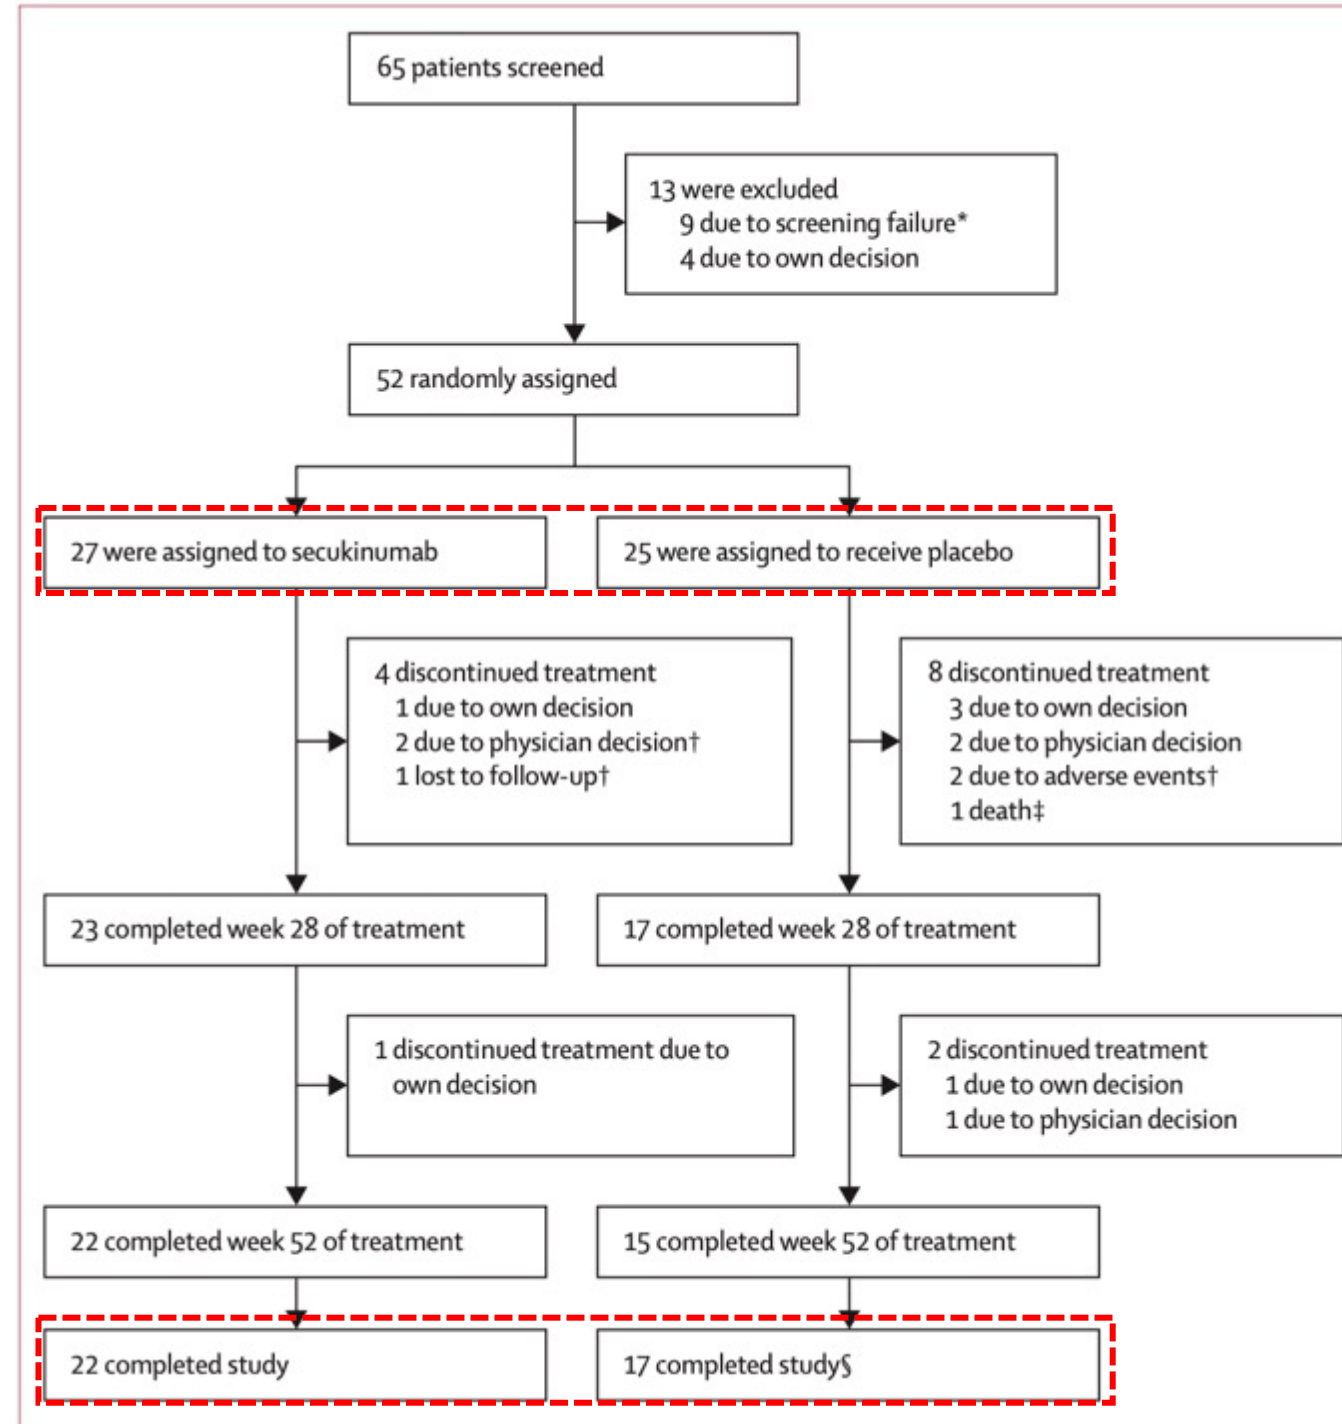 65 patients screened
13 were excluded
9 due to screening failure*
4 due to own decision
52 randomly assigned
27 were assigned to secukinumab
25 were assigned to receive placebo
4 discontinued treatment
1 due to own decision
2 due to physician decision†
1 lost to follow-up†
8 discontinued treatment
3 due to own decision
2 due to physician decision
2 due to adverse events†
1 death‡
23 completed week 28 of treatment
17 completed week 28 of treatment
1 discontinued treatment due to
own decision
2 discontinued treatment
1 due to own decision
1 due to physician decision
22 completed week 52 of treatment
15 completed week 52 of treatment
22 completed study
17 completed study§